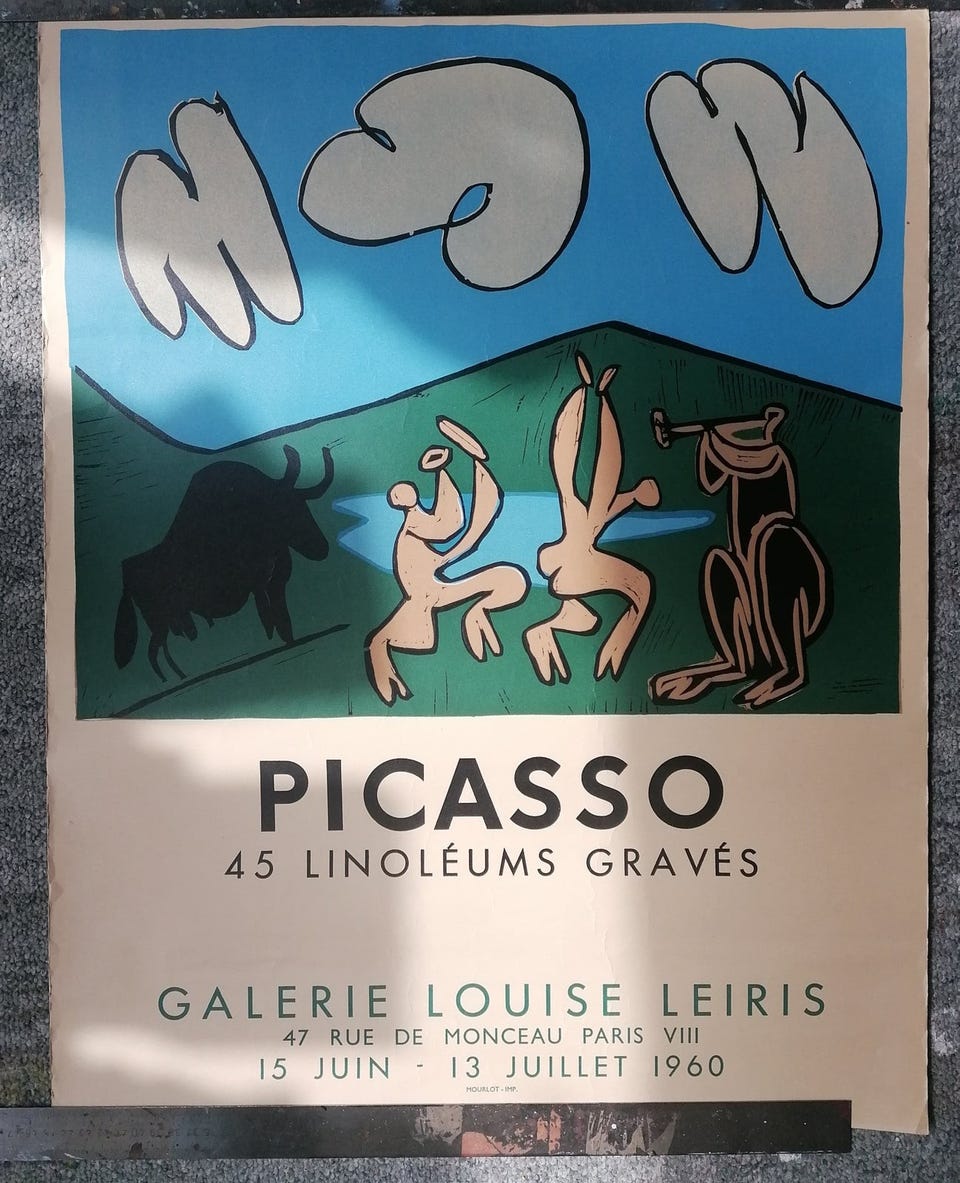 PICASSO
45 LINOLÉUMS GRAVÉS
GALERIE LOUISE LEIRIS
47 RUE DE MONCEAU PARIS VIII
15 JUIN - 13 JUILLET 1960
MOURLOT - IMP.